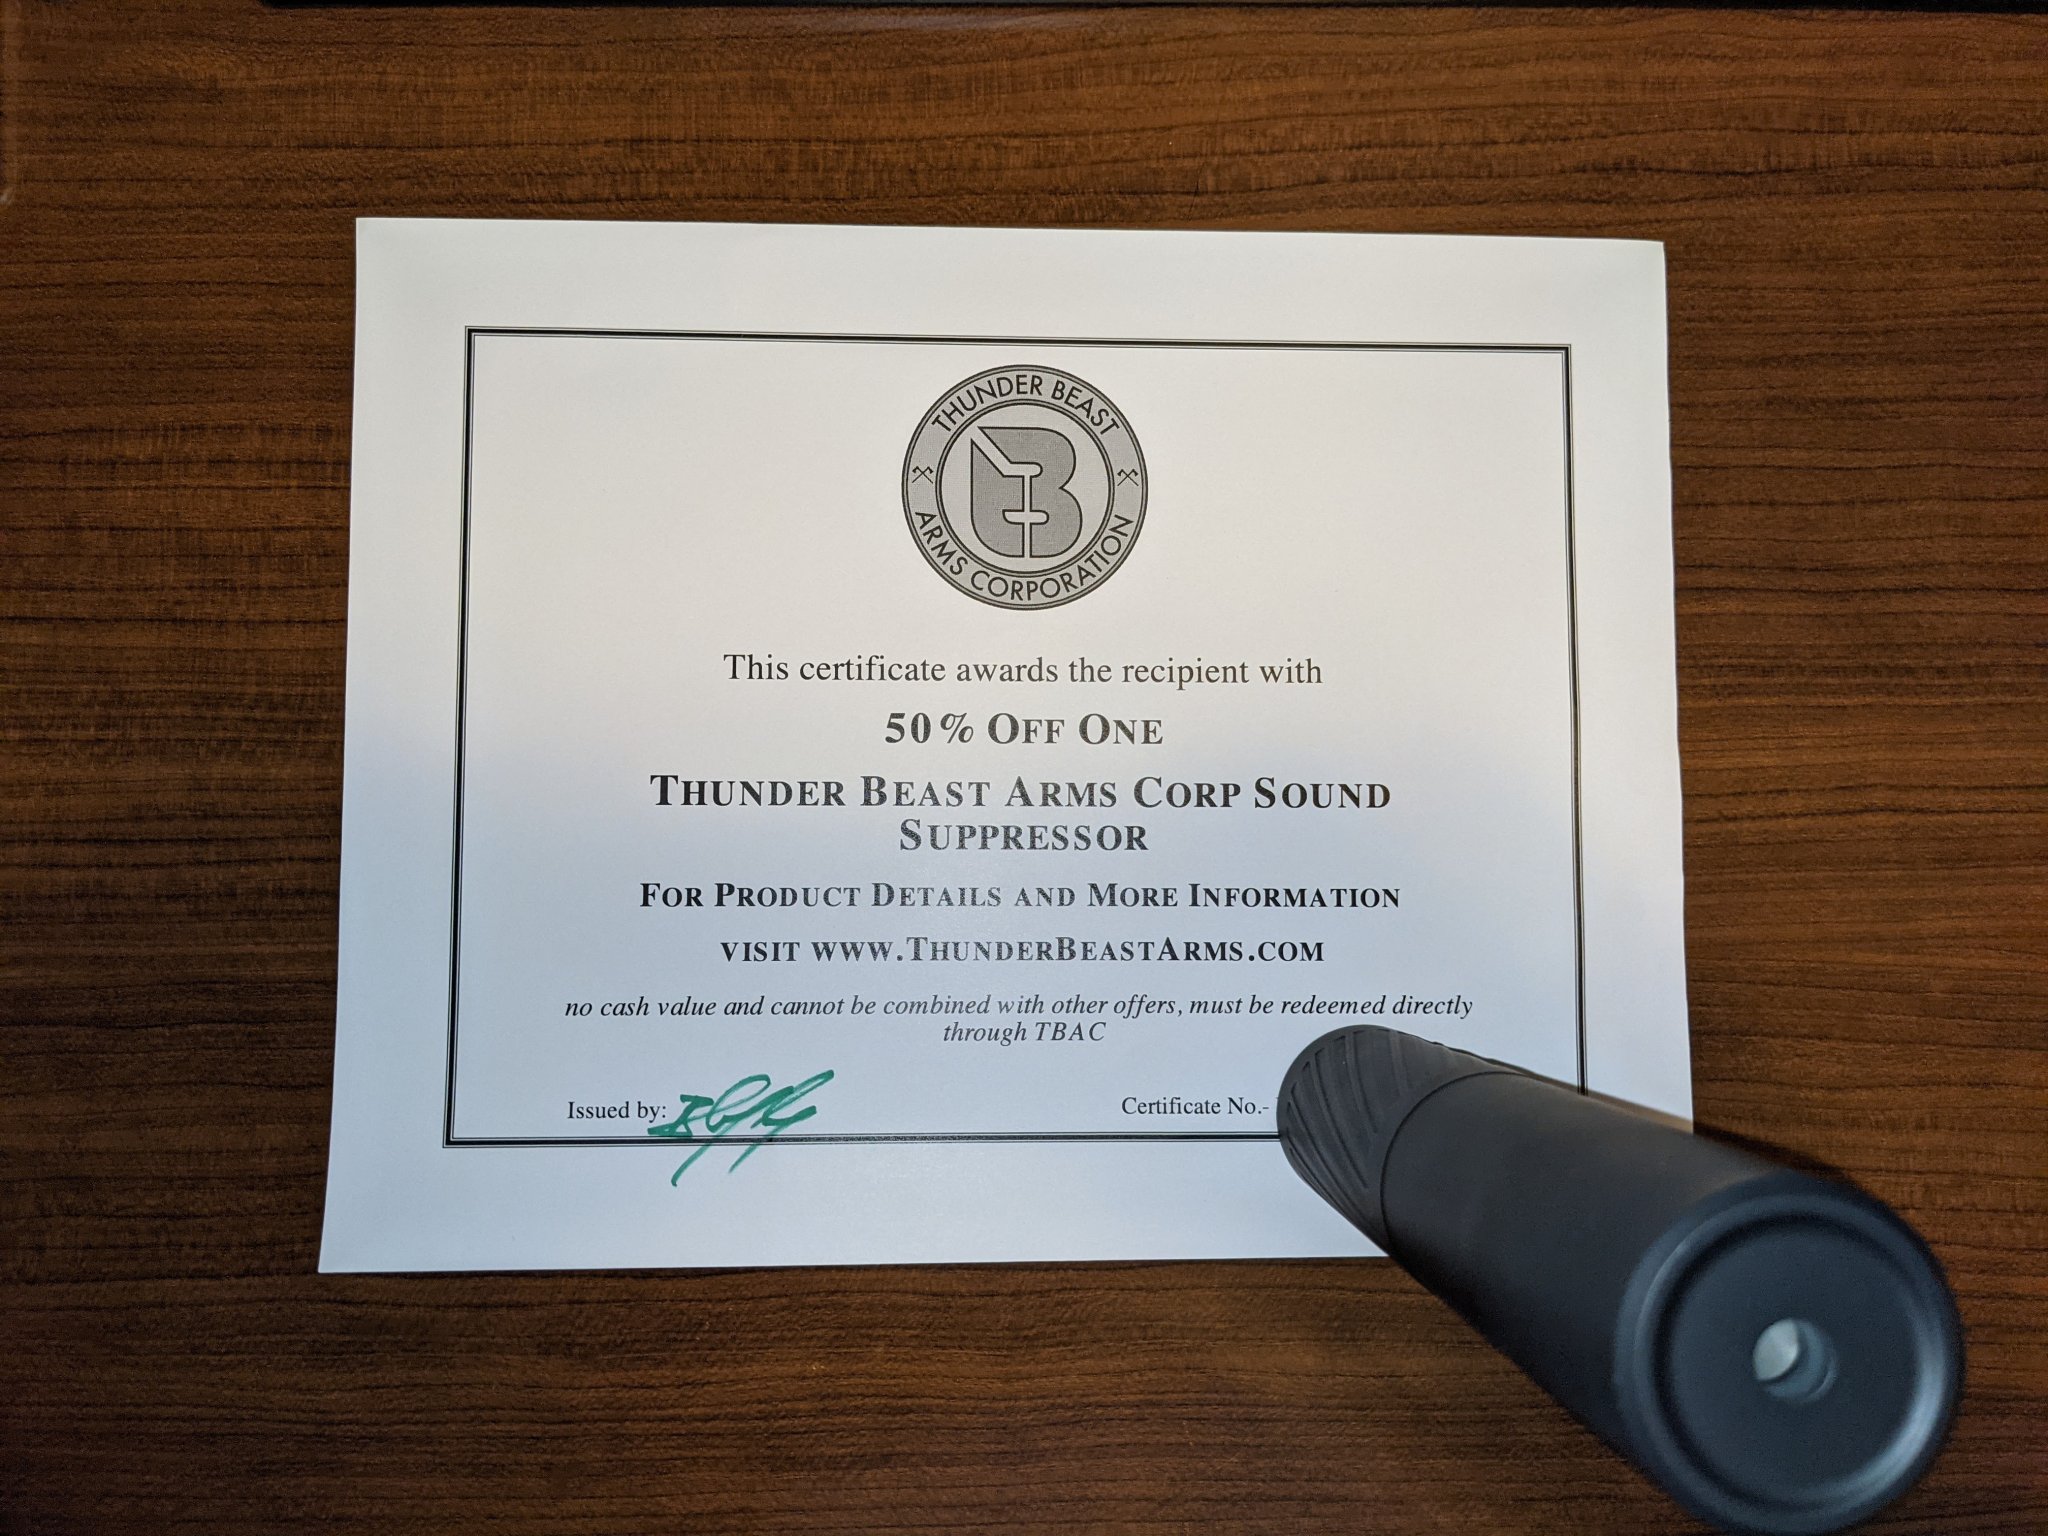 THUNDER BEAST
ARMS CORPORATION
This certificate awards the recipient with
50% OFF ONE
THUNDER BEAST ARMS CORP SOUND
SUPPRESSOR
FOR PRODUCT DETAILS AND MORE INFORMATION
VISIT WWW.THUNDERBEASTARMS.COM
no cash value and cannot be combined with other offers, must be redeemed directly
through TBAC
Issued by:
Certificate No.-